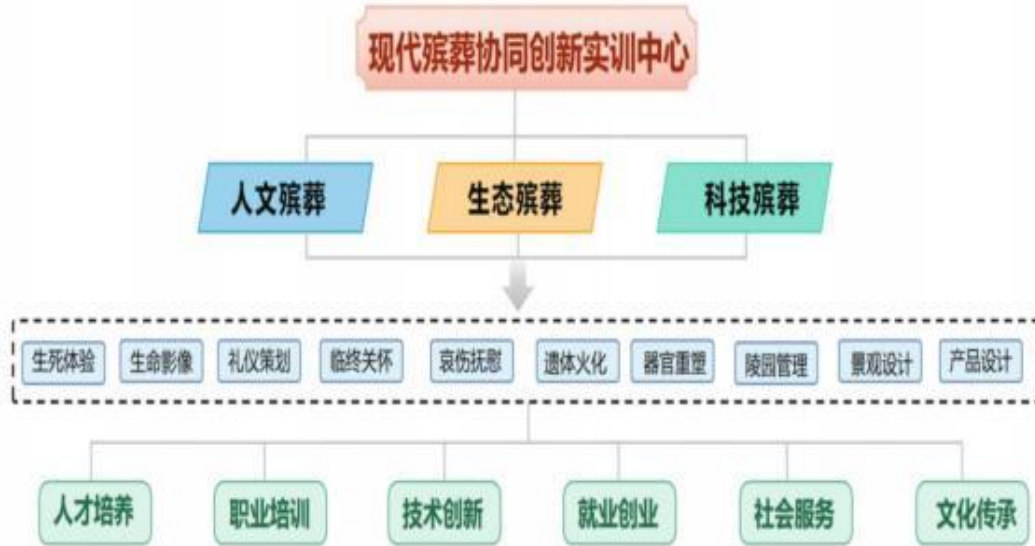 现代殡葬协同创新实训中心
人文殡葬 生态殡葬 科技殡葬
生死体验 生命影像 礼仪策划 临终关怀 哀伤抚慰 遗体火化 器官重塑 陵园管理 景观设计 产品设计
人才培养 职业培训 技术创新 就业创业 社会服务 文化传承